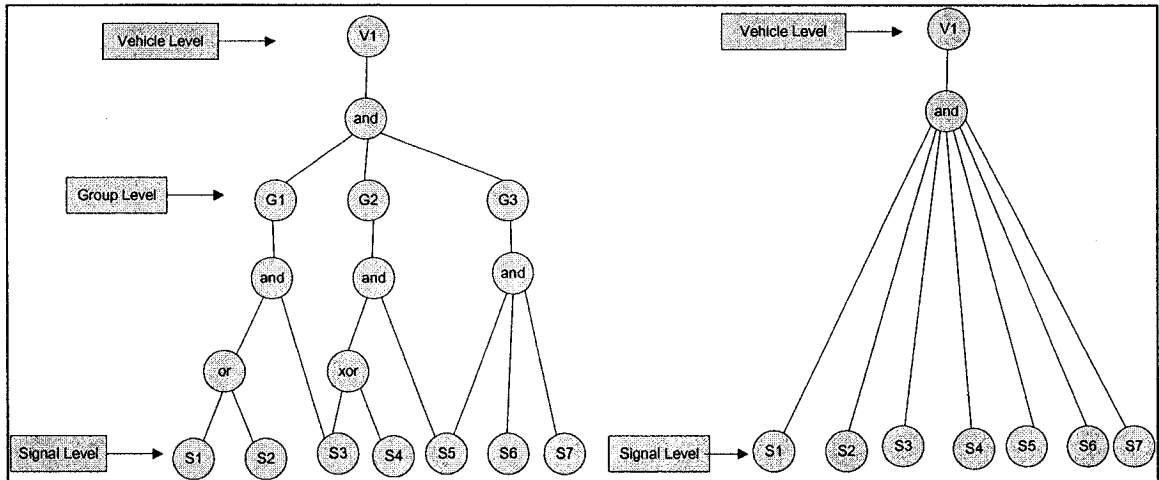 Vehicle Level
V1
and
Group Level
G1
G2
G3
and
and
and
or
xor
Signal Level
S1
S2
S3
S4
S5
S6
S7
Vehicle Level
V1
and
Signal Level
S1
S2
S3
S4
S5
S6
S7